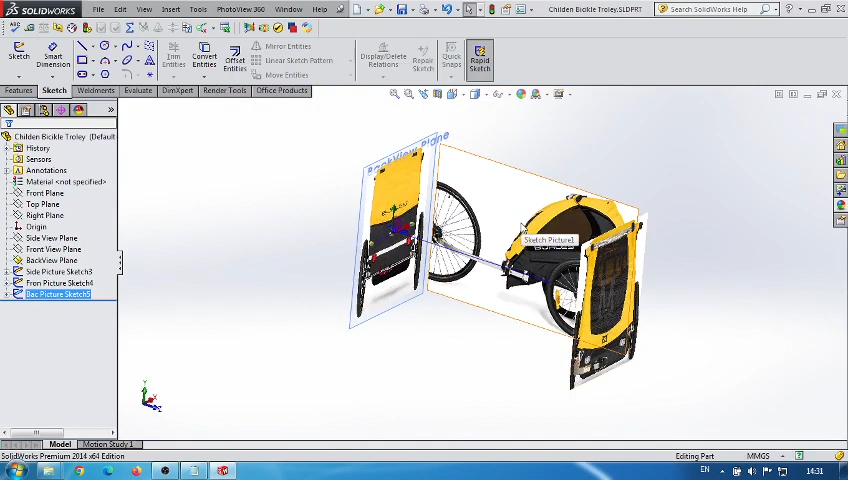 SOLIDWORKS
File Edit View Insert Tools PhotoView 360 Window Help
Childen Bickle Troley.SLDPRT
Search SolidWorks Help
Sketch
Smart Dimension
Trim Entities
Convert Entities
Offset Entities
Mirror Entities
Linear Sketch Pattern
Move Entities
Display/Delete Relations
Repair Sketch
Quick Snaps
Rapid Sketch
Features Sketch Weldments Evaluate DimXpert Render Tools Office Products
Childen Bicikle Troley (Default
History
Sensors
Annotations
Material <not specified>
Front Plane
Top Plane
Right Plane
Origin
Side View Plane
Front View Plane
BackView Plane
Side Picture Sketch3
Fron Picture Sketch4
Bac Picture Sketch5
BackView Plane
Sketch Picture1
Y
X
Z
Model Motion Study 1
SolidWorks Premium 2014 x64 Edition
Editing Part
MMGS
EN
14:31